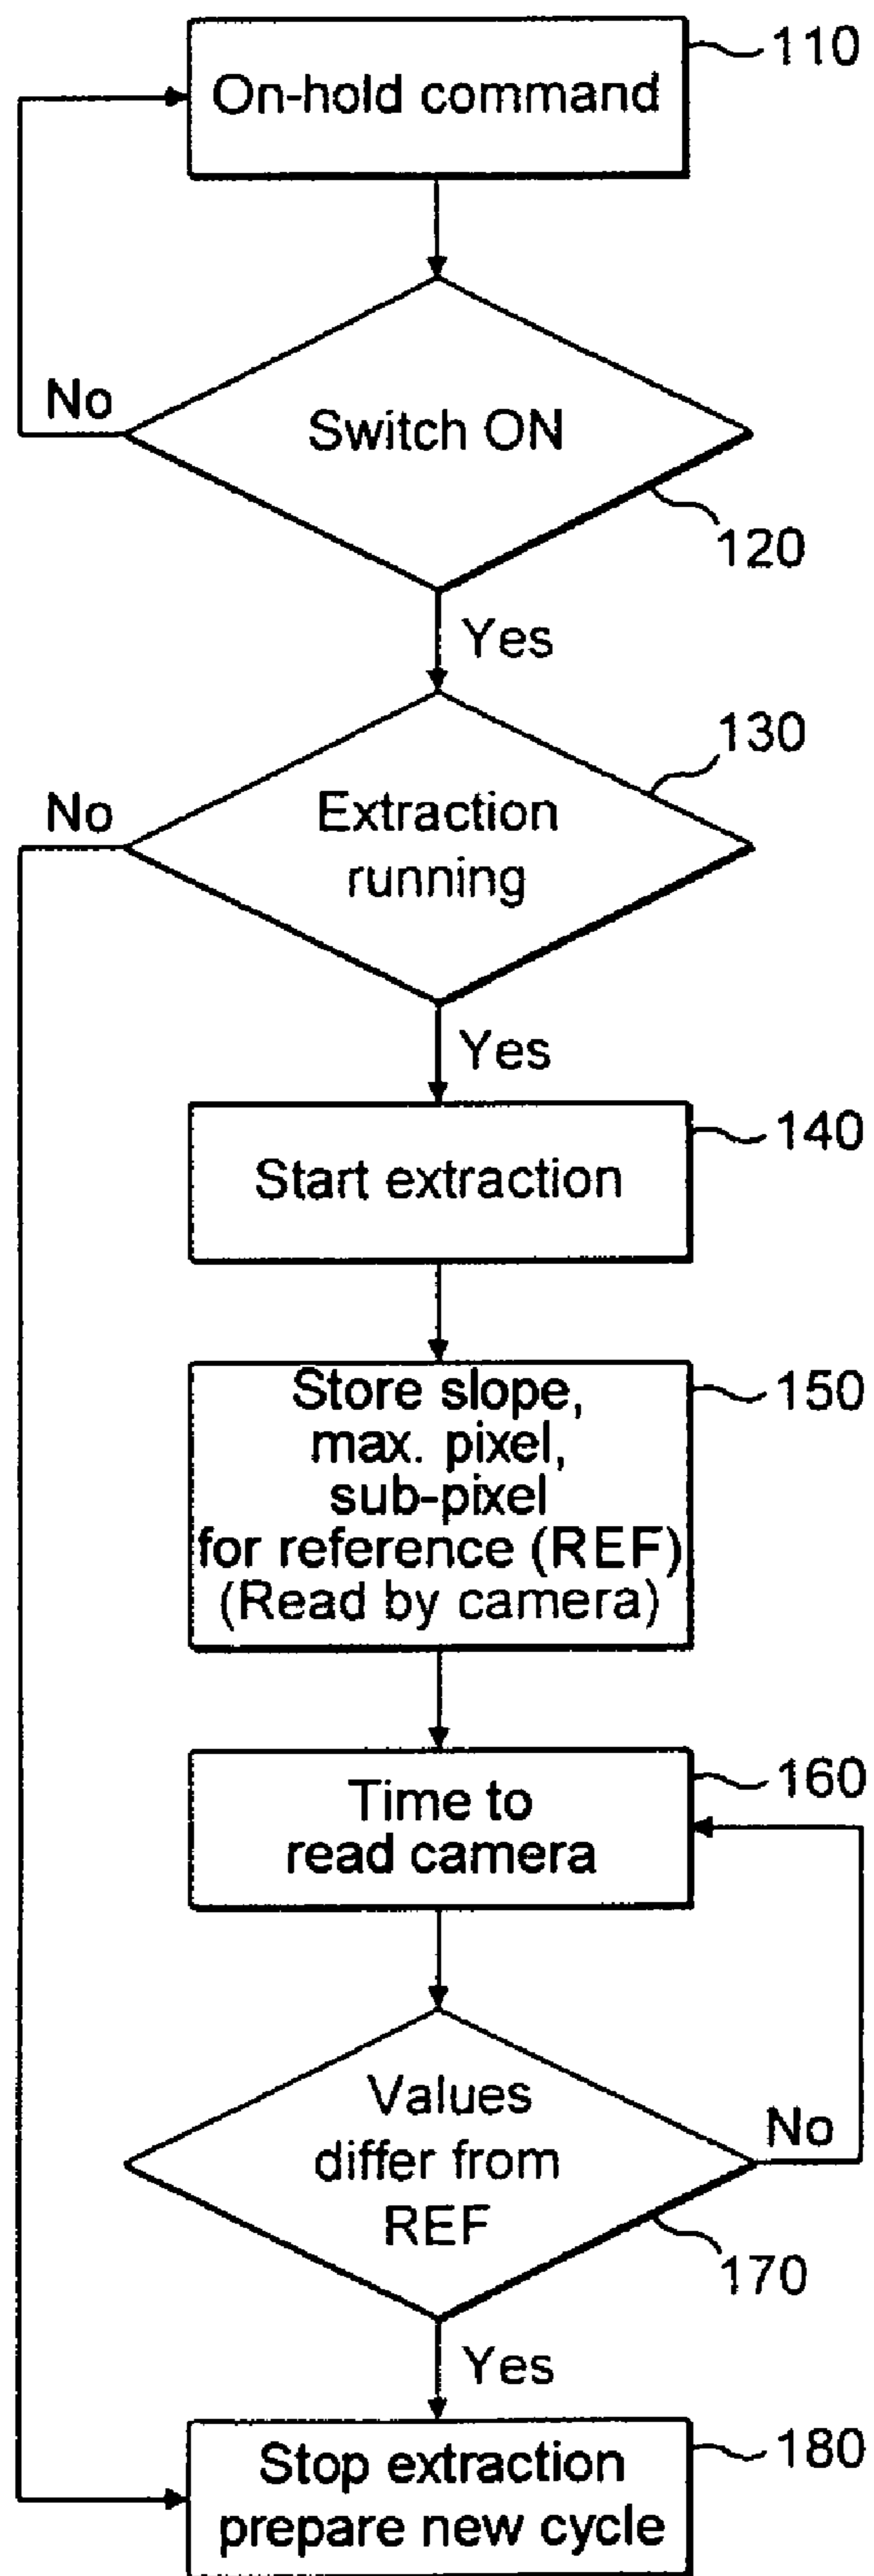 110
On-hold command
No
Switch ON
120
Yes
130
No
Extraction
running
Yes
140
Start extraction
150
Store slope,
max. pixel,
sub-pixel
for reference (REF)
(Read by camera)
160
Time to
read camera
Values
differ from
REF
No
170
Yes
180
Stop extraction
prepare new cycle